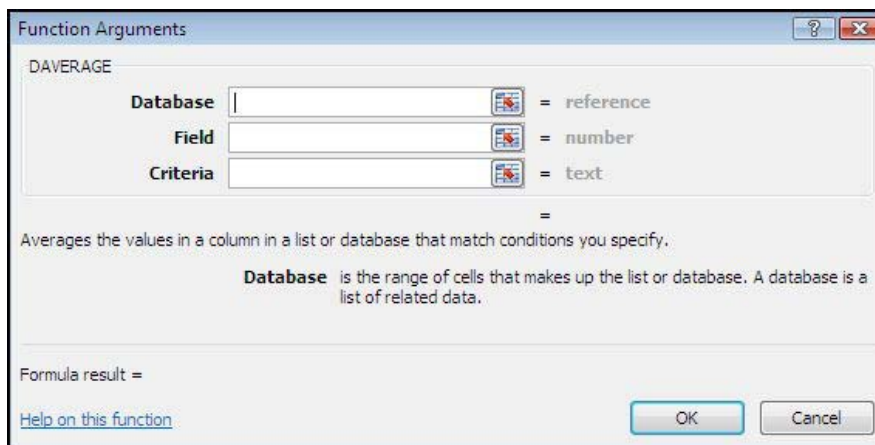 Function Arguments
DAVERAGE
Database = reference
Field = number
Criteria = text
=
Averages the values in a column in a list or database that match conditions you specify.
Database is the range of cells that makes up the list or database. A database is a
list of related data.
Formula result =
Help on this function
OK Cancel